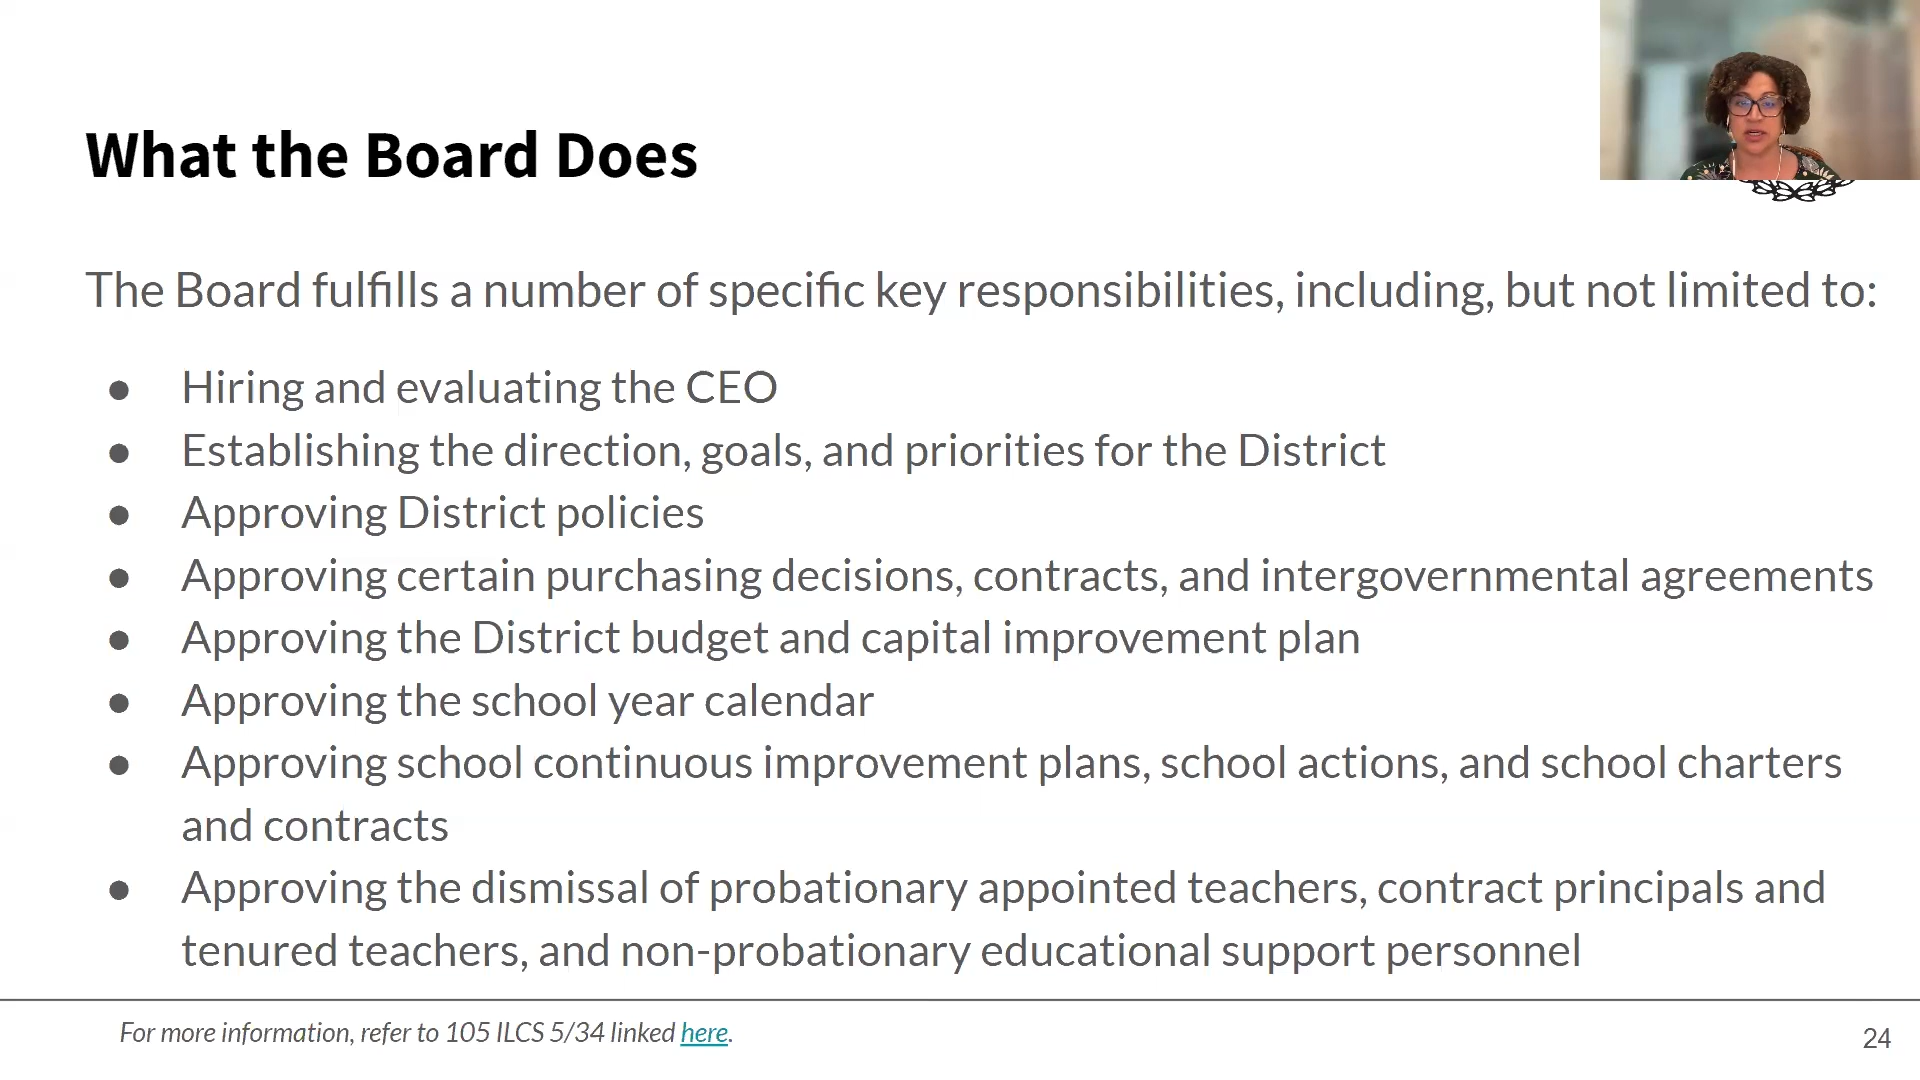 What the Board Does
The Board fulfills a number of specific key responsibilities, including, but not limited to:
● Hiring and evaluating the CEO
● Establishing the direction, goals, and priorities for the District
● Approving District policies
● Approving certain purchasing decisions, contracts, and intergovernmental agreements
● Approving the District budget and capital improvement plan
● Approving the school year calendar
● Approving school continuous improvement plans, school actions, and school charters
and contracts
● Approving the dismissal of probationary appointed teachers, contract principals and
tenured teachers, and non-probationary educational support personnel
For more information, refer to 105 ILCS 5/34 linked here.
24